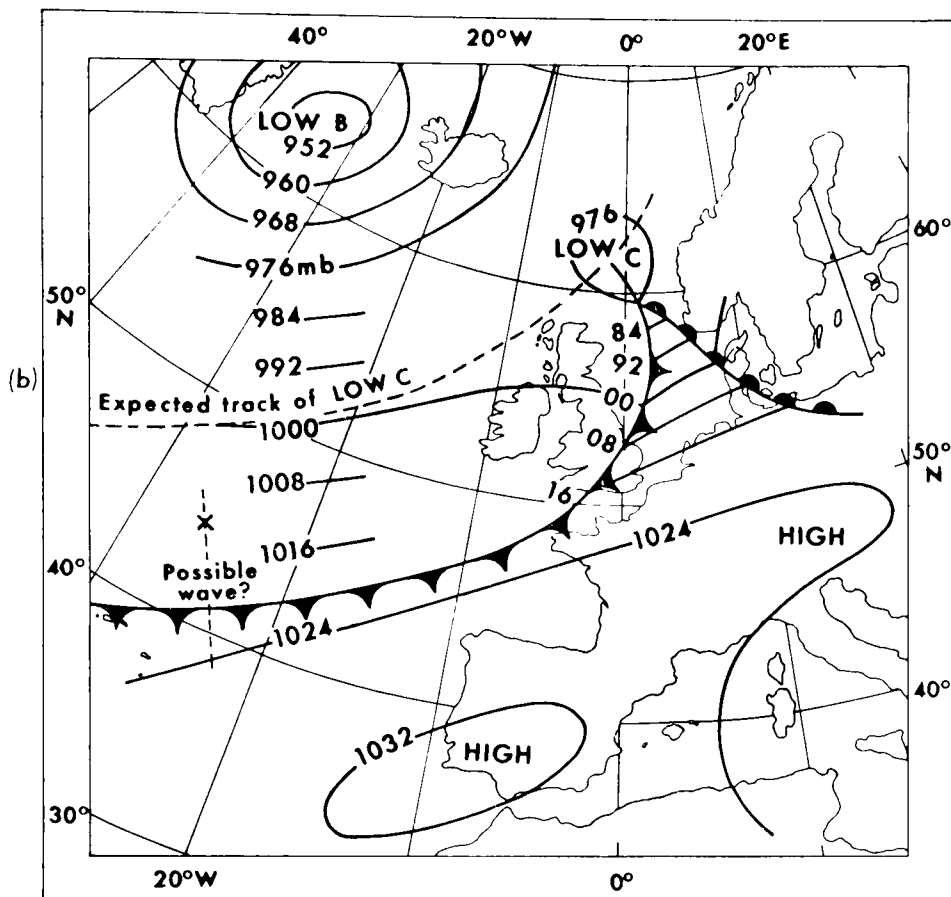 40° 20°W 0° 20°E
LOW B
952
960
968
976mb
976
LOW C
60°
50°
N
984
84
992
92
(b)
Expected track of LOW C
00
1000
08
50°
N
1008
16
1024
HIGH
1016
40°
Possible
wave?
1024
40°
1032
HIGH
30°
20°W 0°